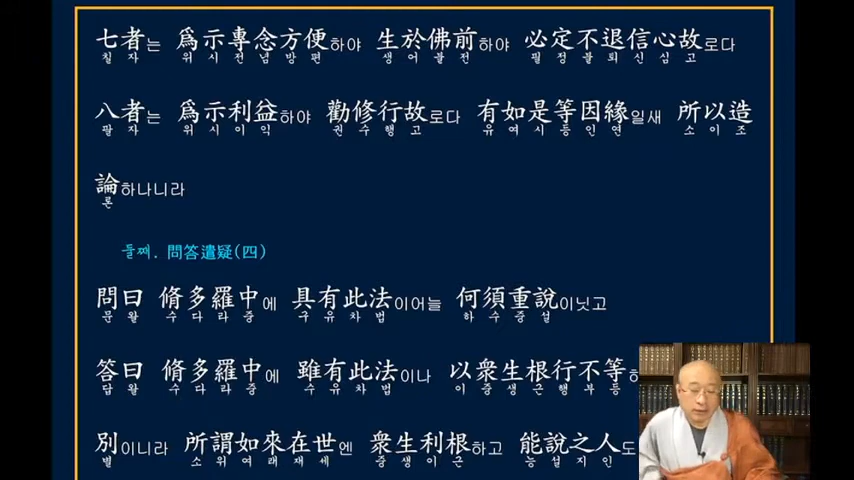 七者는 爲示專念方便하야 生於佛前하야 必定不退信心故로다
칠자 위시전념방편 생어불전 필정불퇴신심고
八者는 爲示利益하야 勸修行故로다 有如是等因緣일새 所以造
팔자 위시이익 권수행고 유여시등인연 소이조
論하나니라
론
둘째. 問答遣疑(四)
問曰 脩多羅中에 具有此法이어늘 何須重說이닛고
문왈 수다라중 구유차법 하수중설
答曰 脩多羅中에 雖有此法이나 以衆生根行不等
답왈 수다라중 수유차법 이중생근행부등
別이니라 所謂如來在世엔 衆生利根하고 能說之人도
별 소위여래재세 중생이근 능설지인